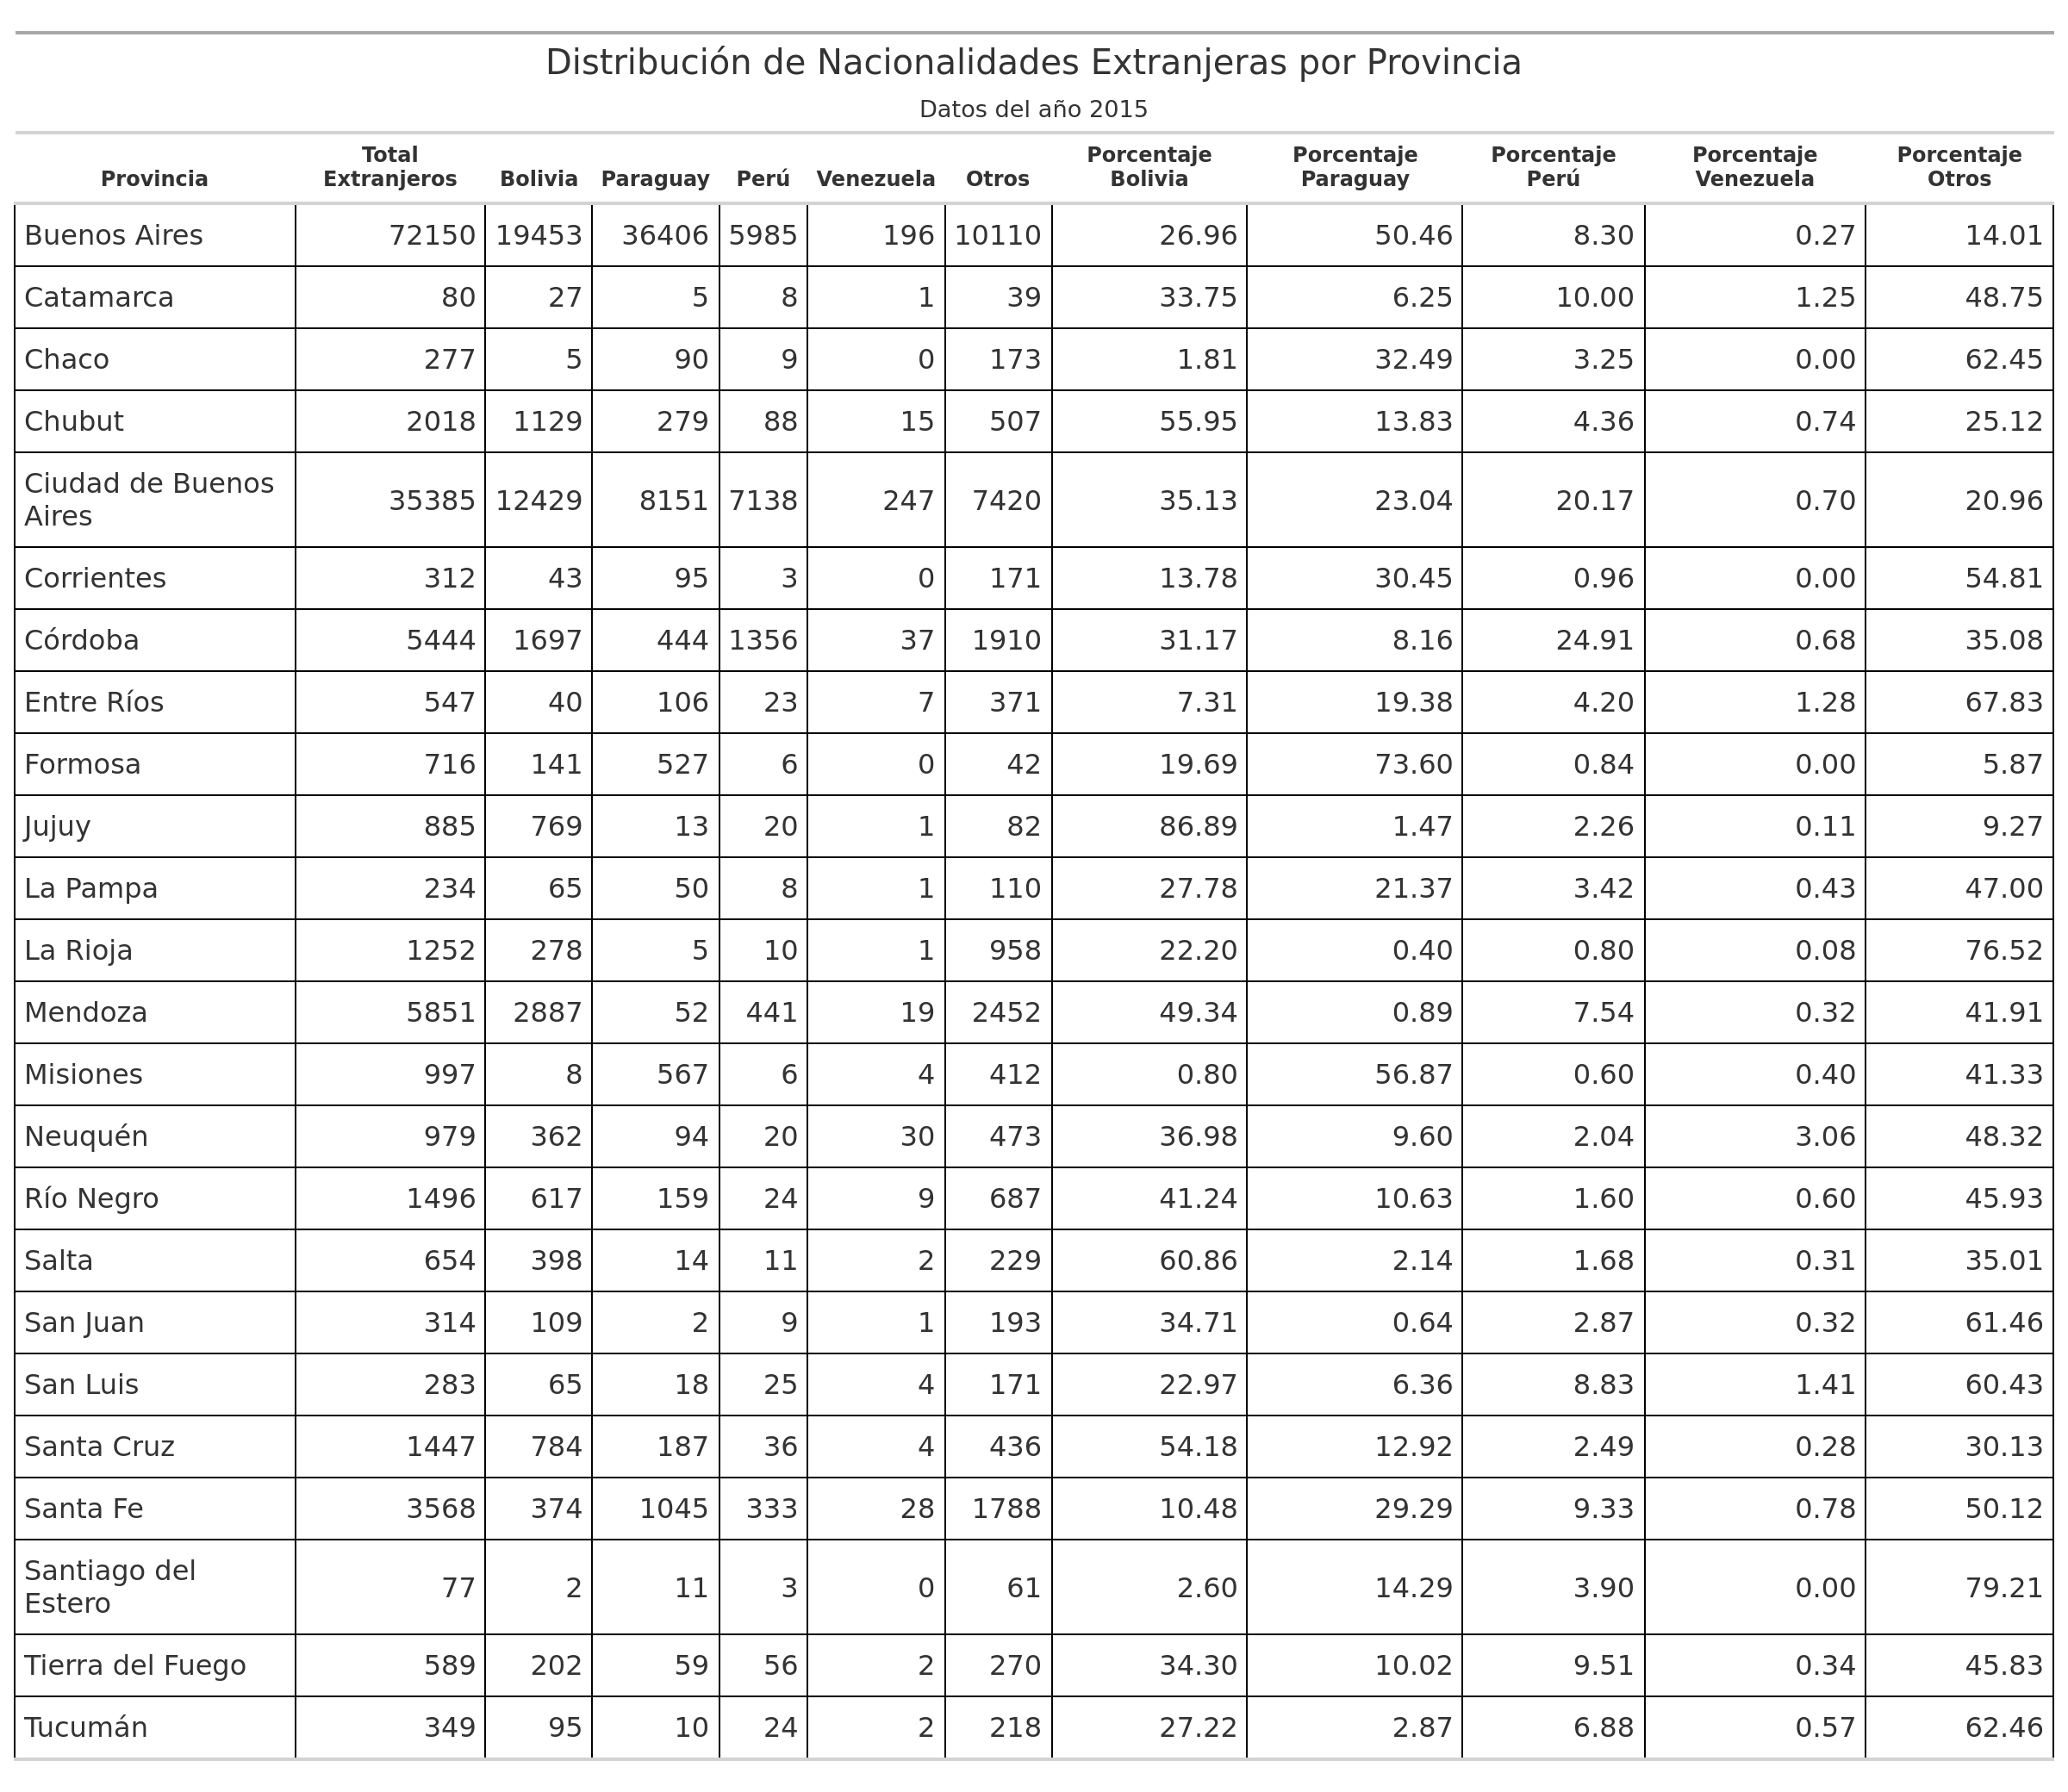 Distribución de Nacionalidades Extranjeras por Provincia
Datos del año 2015
Provincia Total Extranjeros Bolivia Paraguay Perú Venezuela Otros Porcentaje Bolivia Porcentaje Paraguay Porcentaje Perú Porcentaje Venezuela Porcentaje Otros
Buenos Aires 72150 19453 36406 5985 196 10110 26.96 50.46 8.30 0.27 14.01
Catamarca 80 27 5 8 1 39 33.75 6.25 10.00 1.25 48.75
Chaco 277 5 90 9 0 173 1.81 32.49 3.25 0.00 62.45
Chubut 2018 1129 279 88 15 507 55.95 13.83 4.36 0.74 25.12
Ciudad de Buenos Aires 35385 12429 8151 7138 247 7420 35.13 23.04 20.17 0.70 20.96
Corrientes 312 43 95 3 0 171 13.78 30.45 0.96 0.00 54.81
Córdoba 5444 1697 444 1356 37 1910 31.17 8.16 24.91 0.68 35.08
Entre Ríos 547 40 106 23 7 371 7.31 19.38 4.20 1.28 67.83
Formosa 716 141 527 6 0 42 19.69 73.60 0.84 0.00 5.87
Jujuy 885 769 13 20 1 82 86.89 1.47 2.26 0.11 9.27
La Pampa 234 65 50 8 1 110 27.78 21.37 3.42 0.43 47.00
La Rioja 1252 278 5 10 1 958 22.20 0.40 0.80 0.08 76.52
Mendoza 5851 2887 52 441 19 2452 49.34 0.89 7.54 0.32 41.91
Misiones 997 8 567 6 4 412 0.80 56.87 0.60 0.40 41.33
Neuquén 979 362 94 20 30 473 36.98 9.60 2.04 3.06 48.32
Río Negro 1496 617 159 24 9 687 41.24 10.63 1.60 0.60 45.93
Salta 654 398 14 11 2 229 60.86 2.14 1.68 0.31 35.01
San Juan 314 109 2 9 1 193 34.71 0.64 2.87 0.32 61.46
San Luis 283 65 18 25 4 171 22.97 6.36 8.83 1.41 60.43
Santa Cruz 1447 784 187 36 4 436 54.18 12.92 2.49 0.28 30.13
Santa Fe 3568 374 1045 333 28 1788 10.48 29.29 9.33 0.78 50.12
Santiago del Estero 77 2 11 3 0 61 2.60 14.29 3.90 0.00 79.21
Tierra del Fuego 589 202 59 56 2 270 34.30 10.02 9.51 0.34 45.83
Tucumán 349 95 10 24 2 218 27.22 2.87 6.88 0.57 62.46